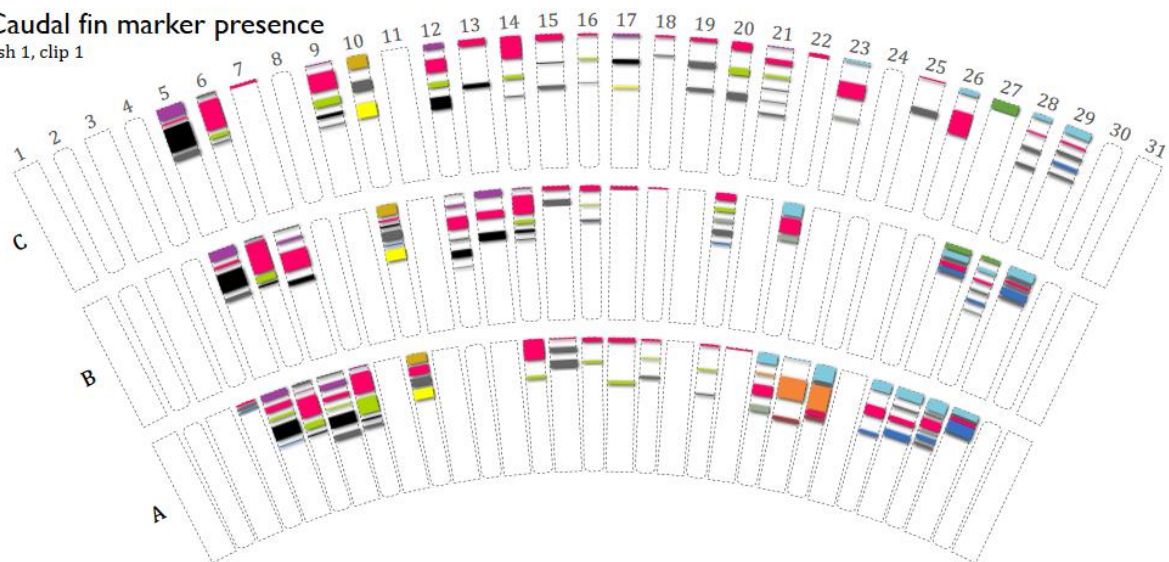 Caudal fin marker presence
sh 1, clip 1
1 2 3 4 5 6 7 8 9 10 11 12 13 14 15 16 17 18 19 20 21 22 23 24 25 26 27 28 29 30 31
C
B
A